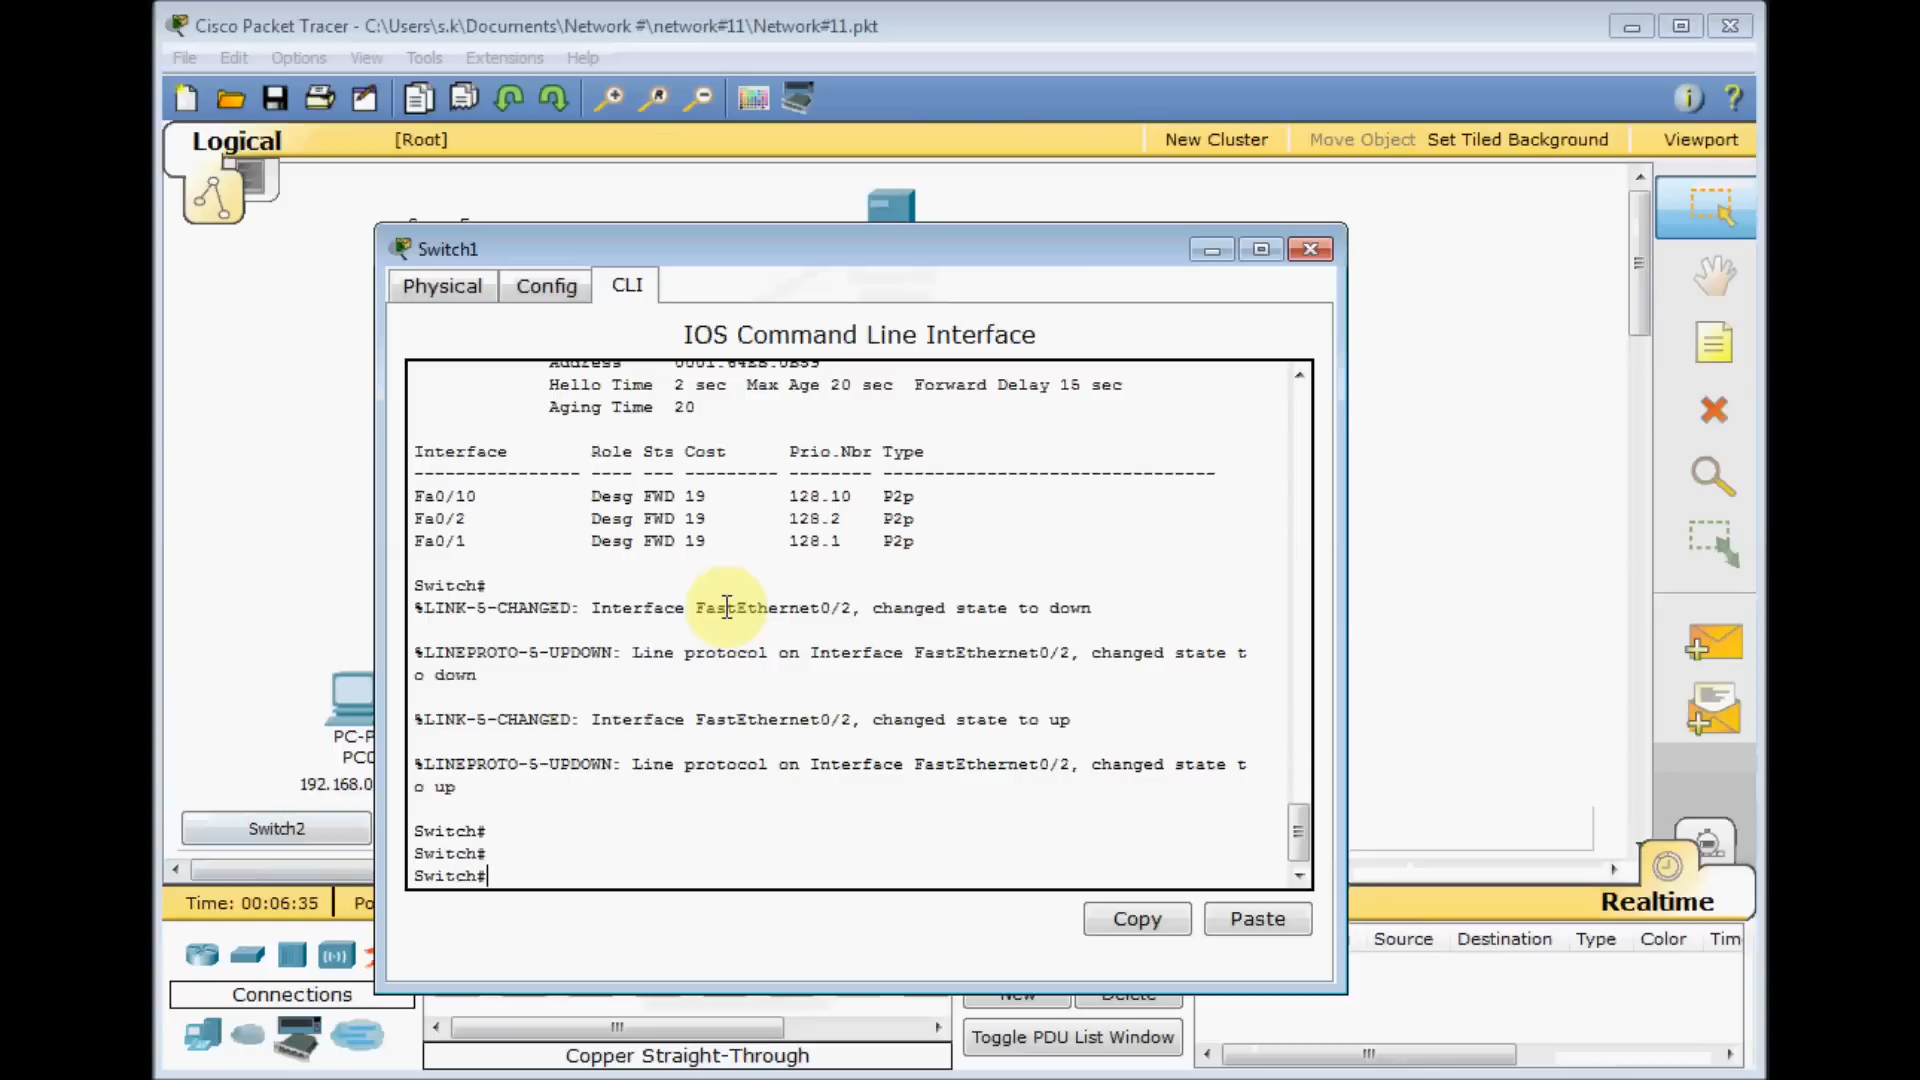 Cisco Packet Tracer - C:\Users\s.k\Documents\Network #\network#11\Network#11.pkt
File Edit Options View Tools Extensions Help
Logical [Root] New Cluster Move Object Set Tiled Background Viewport
Switch1
Physical Config CLI
IOS Command Line Interface
Address
Hello Time 2 sec Max Age 20 sec Forward Delay 15 sec
Aging Time 20
Interface Role Sts Cost Prio.Nbr Type
---------------- ---- --- --------- -------- --------------------------------
Fa0/10 Desg FWD 19 128.10 P2p
Fa0/2 Desg FWD 19 128.2 P2p
Fa0/1 Desg FWD 19 128.1 P2p
Switch#
%LINK-5-CHANGED: Interface FastEthernet0/2, changed state to down
%LINEPROTO-5-UPDOWN: Line protocol on Interface FastEthernet0/2, changed state t
o down
%LINK-5-CHANGED: Interface FastEthernet0/2, changed state to up
%LINEPROTO-5-UPDOWN: Line protocol on Interface FastEthernet0/2, changed state t
o up
Switch#
Switch#
Switch#
Copy Paste
PC-P
PC0
192.168.0
Switch2
Time: 00:06:35 Po
Realtime
Source Destination Type Color Tim
Connections
New Delete
Toggle PDU List Window
Copper Straight-Through